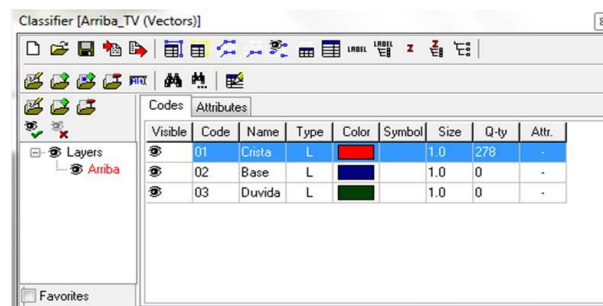 Classifier [Arriba_TV (Vectors)]
LABEL LABEL Z Z
Codes Attributes
Visible Code Name Type Color Symbol Size Q-ty Attr.
Layers
Arriba
01 Crista L 1.0 278 -
02 Base L 1.0 0 -
03 Duvida L 1.0 0 -
Favorites